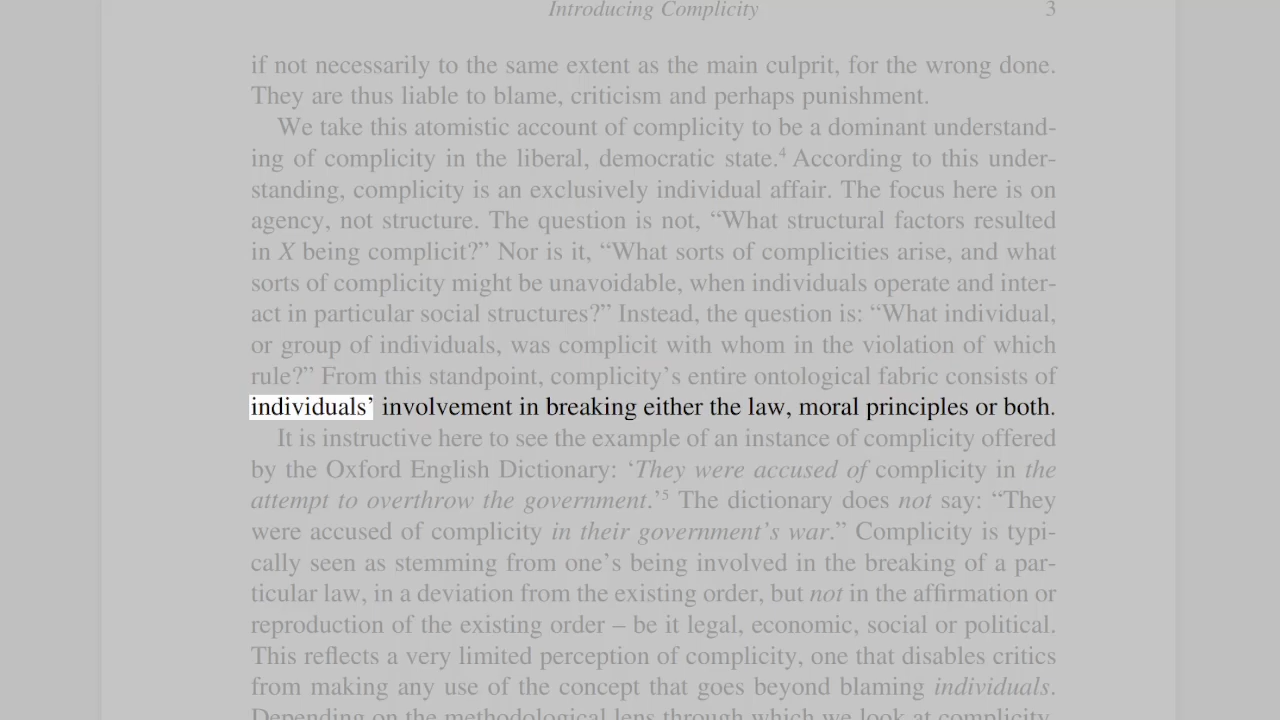 Introducing Complicity 3
if not necessarily to the same extent as the main culprit, for the wrong done.
They are thus liable to blame, criticism and perhaps punishment.
We take this atomistic account of complicity to be a dominant understand-
ing of complicity in the liberal, democratic state.⁴ According to this under-
standing, complicity is an exclusively individual affair. The focus here is on
agency, not structure. The question is not, “What structural factors resulted
in X being complicit?” Nor is it, “What sorts of complicities arise, and what
sorts of complicity might be unavoidable, when individuals operate and inter-
act in particular social structures?” Instead, the question is: “What individual,
or group of individuals, was complicit with whom in the violation of which
rule?” From this standpoint, complicity’s entire ontological fabric consists of
individuals’ involvement in breaking either the law, moral principles or both.
It is instructive here to see the example of an instance of complicity offered
by the Oxford English Dictionary: ‘They were accused of complicity in the
attempt to overthrow the government.’⁵ The dictionary does not say: “They
were accused of complicity in their government’s war.” Complicity is typi-
cally seen as stemming from one’s being involved in the breaking of a par-
ticular law, in a deviation from the existing order, but not in the affirmation or
reproduction of the existing order – be it legal, economic, social or political.
This reflects a very limited perception of complicity, one that disables critics
from making any use of the concept that goes beyond blaming individuals.
Depending on the methodological lens through which we look at complicity,